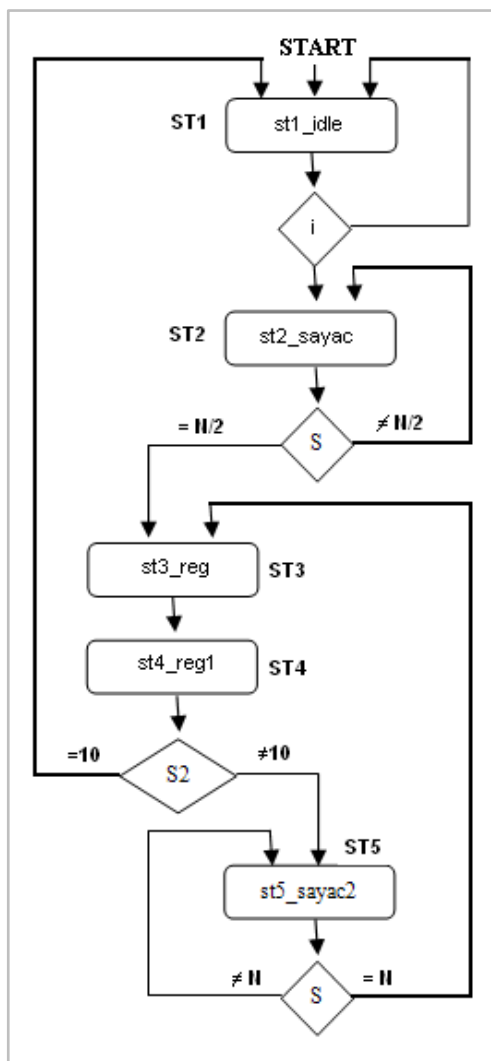 START
ST1
st1_idle
i
ST2
st2_sayac
= N/2
S
≠ N/2
st3_reg
ST3
st4_reg1
ST4
=10
S2
≠10
ST5
st5_sayac2
≠ N
S
= N